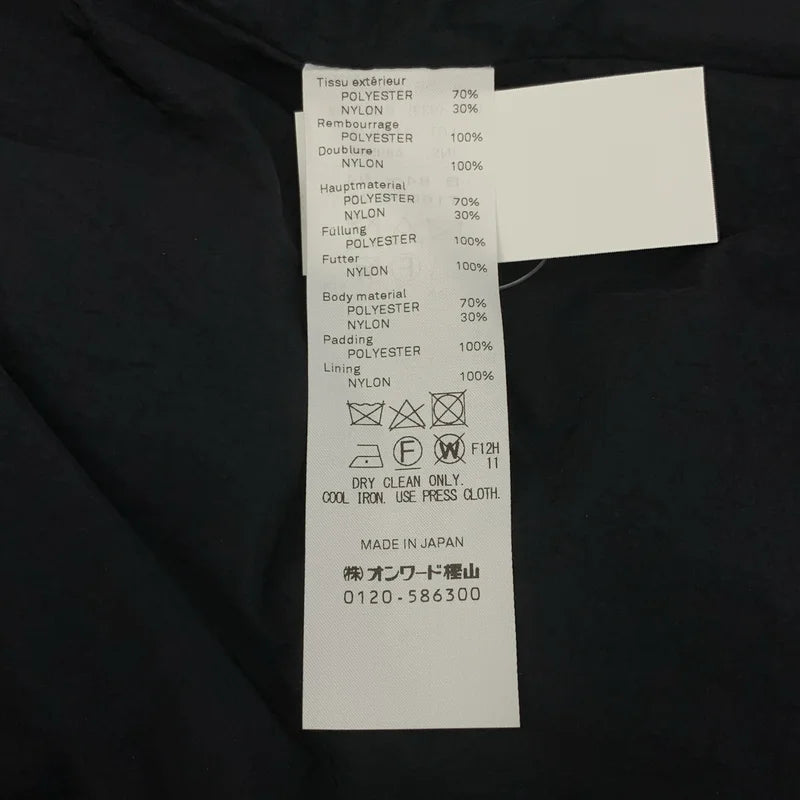 Tissu extérieur
POLYESTER 70%
NYLON 30%
Rembourrage
POLYESTER 100%
Doublure
NYLON 100%
Hauptmaterial
POLYESTER 70%
NYLON 30%
Füllung
POLYESTER 100%
Futter
NYLON 100%
Body material
POLYESTER 70%
NYLON 30%
Padding
POLYESTER 100%
Lining
NYLON 100%
F W F12H
11
DRY CLEAN ONLY.
COOL IRON. USE PRESS CLOTH.
MADE IN JAPAN
㈱オンワード樫山
0120-586300